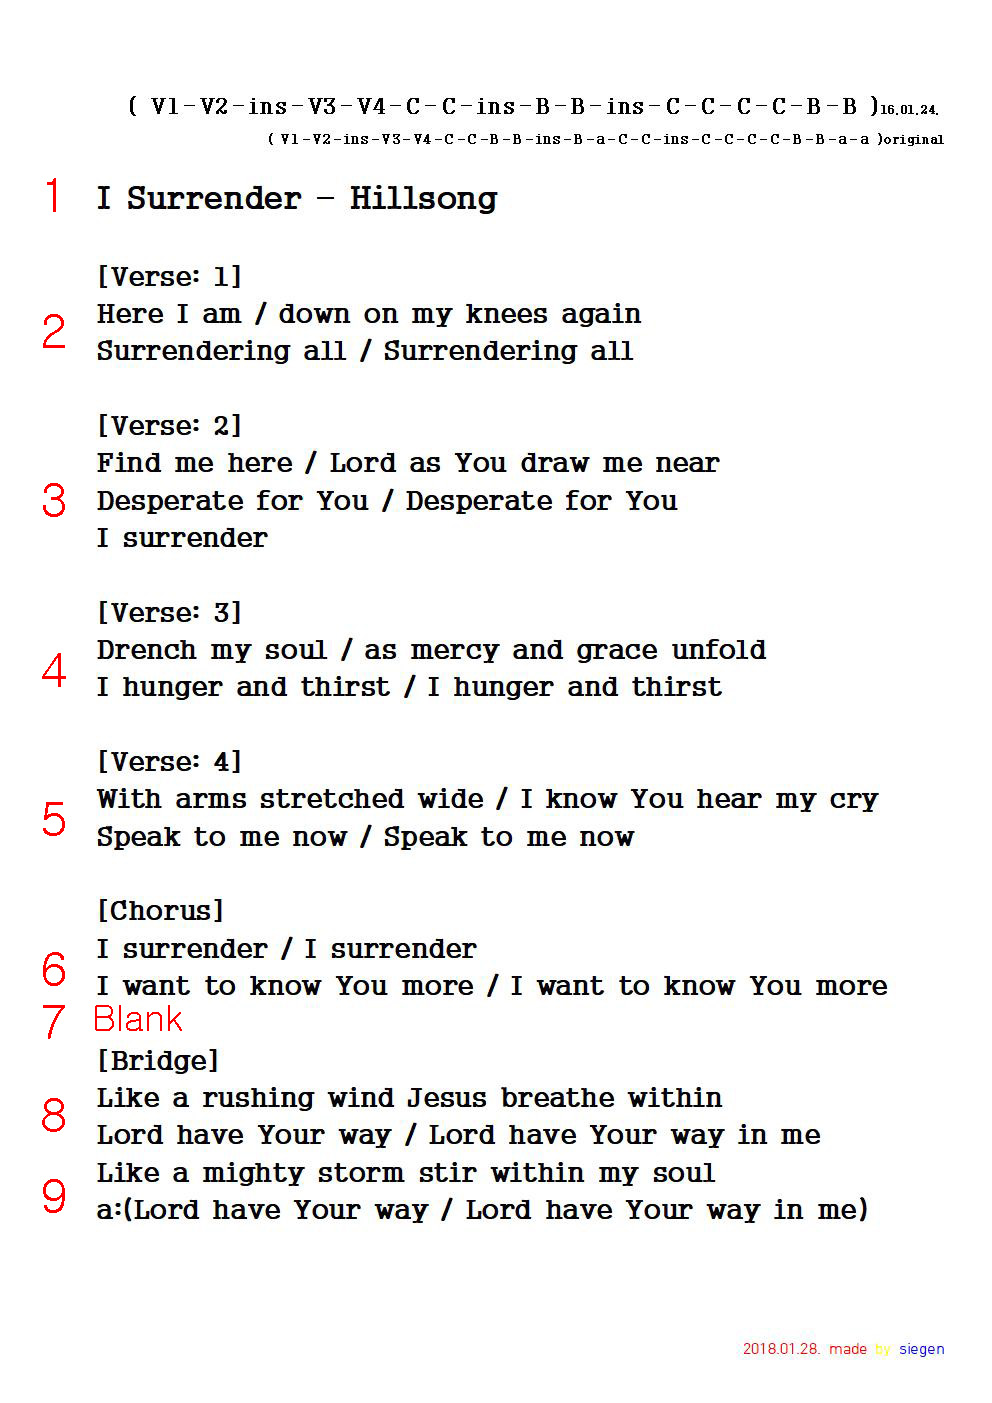 ( V1-V2-ins-V3-V4-C-C-ins-B-B-ins-C-C-C-C-B-B )16.01.24.
( V1-V2-ins-V3-V4-C-C-B-B-ins-B-a-C-C-ins-C-C-C-C-B-B-a-a )original
1 I Surrender - Hillsong
[Verse: 1]
2 Here I am / down on my knees again
Surrendering all / Surrendering all
[Verse: 2]
Find me here / Lord as You draw me near
3 Desperate for You / Desperate for You
I surrender
[Verse: 3]
4 Drench my soul / as mercy and grace unfold
I hunger and thirst / I hunger and thirst
[Verse: 4]
5 With arms stretched wide / I know You hear my cry
Speak to me now / Speak to me now
[Chorus]
6 I surrender / I surrender
I want to know You more / I want to know You more
7 Blank
[Bridge]
8 Like a rushing wind Jesus breathe within
Lord have Your way / Lord have Your way in me
9 Like a mighty storm stir within my soul
a:(Lord have Your way / Lord have Your way in me)
2018.01.28. made by siegen